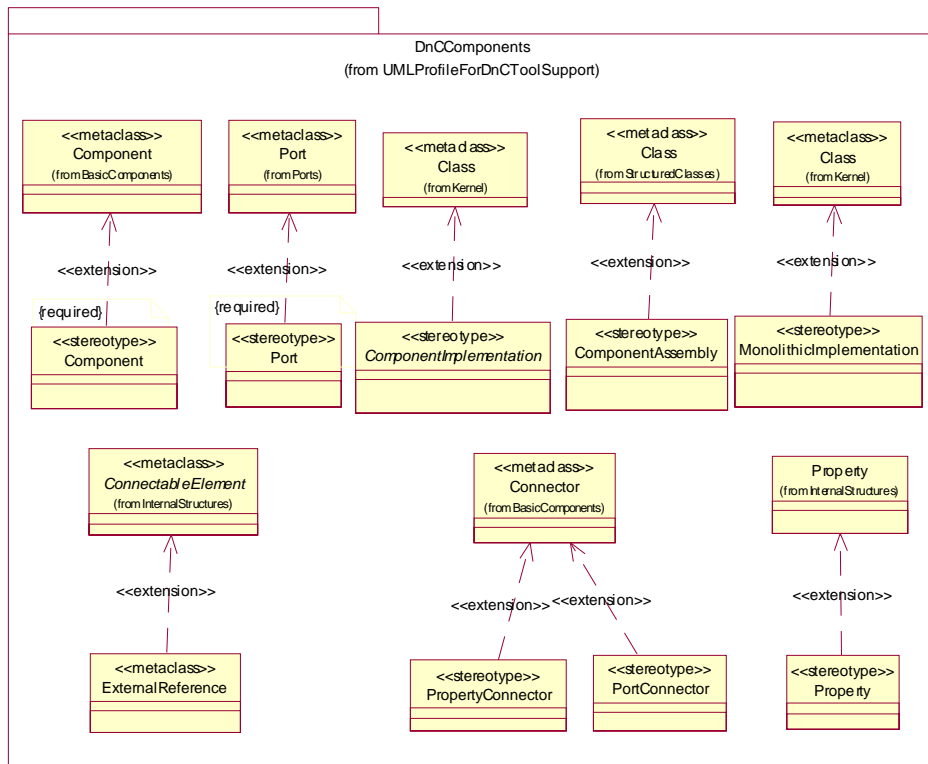 DnCComponents
(from UMLProfileForDnCToolSupport)
<<metaclass>>
Component
(from BasicComponents)
<<metaclass>>
Port
(from Ports)
<<metaclass>>
Class
(from Kernel)
<<metaclass>>
Class
(from StructuredClasses)
<<metaclass>>
Class
(from Kernel)
<<extension>>
<<extension>>
<<extension>>
<<extension>>
<<extension>>
{required}
{required}
<<stereotype>>
Component
<<stereotype>>
Port
<<stereotype>>
ComponentImplementation
<<stereotype>>
ComponentAssembly
<<stereotype>>
MonolithicImplementation
<<metaclass>>
ConnectableElement
(from InternalStructures)
<<metaclass>>
Connector
(from BasicComponents)
Property
(from InternalStructures)
<<extension>>
<<extension>>
<<extension>>
<<extension>>
<<metaclass>>
ExternalReference
<<stereotype>>
PropertyConnector
<<stereotype>>
PortConnector
<<stereotype>>
Property